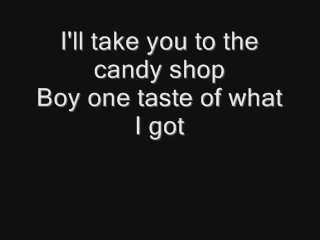 I'll take you to the
candy shop
Boy one taste of what
I got